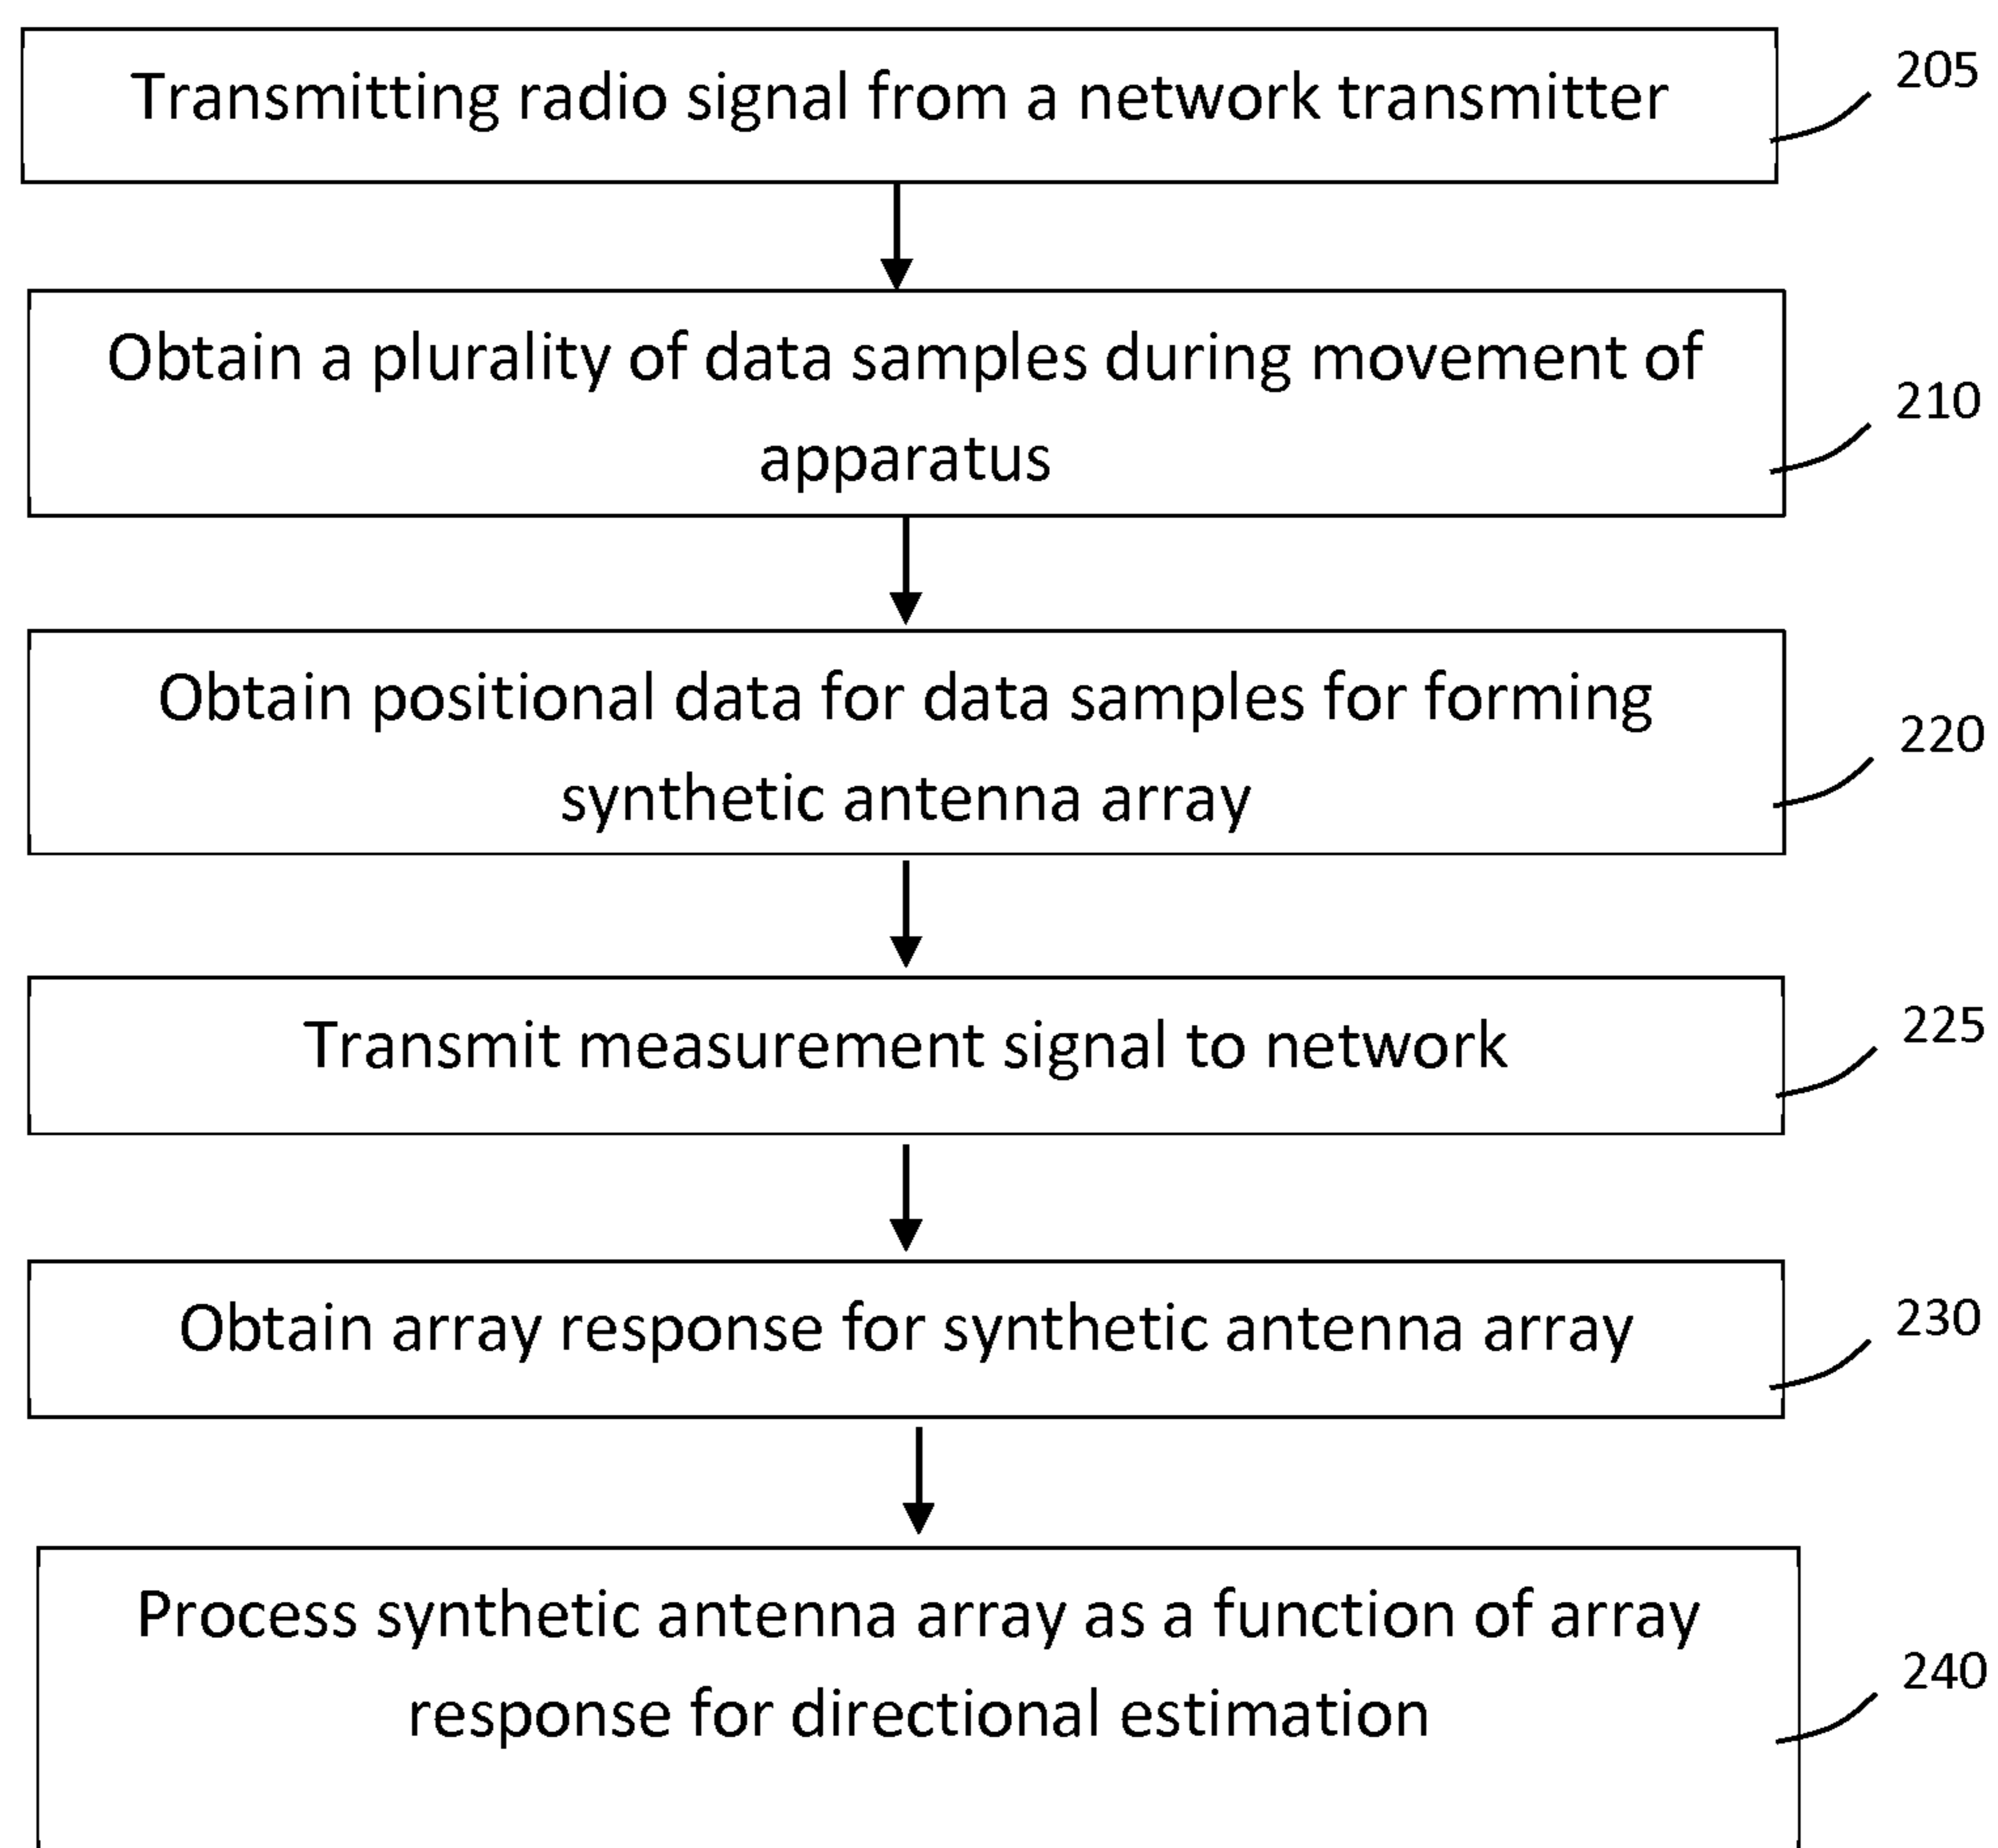 Transmitting radio signal from a network transmitter
205
Obtain a plurality of data samples during movement of
apparatus
210
Obtain positional data for data samples for forming
synthetic antenna array
220
Transmit measurement signal to network
225
Obtain array response for synthetic antenna array
230
Process synthetic antenna array as a function of array
response for directional estimation
240